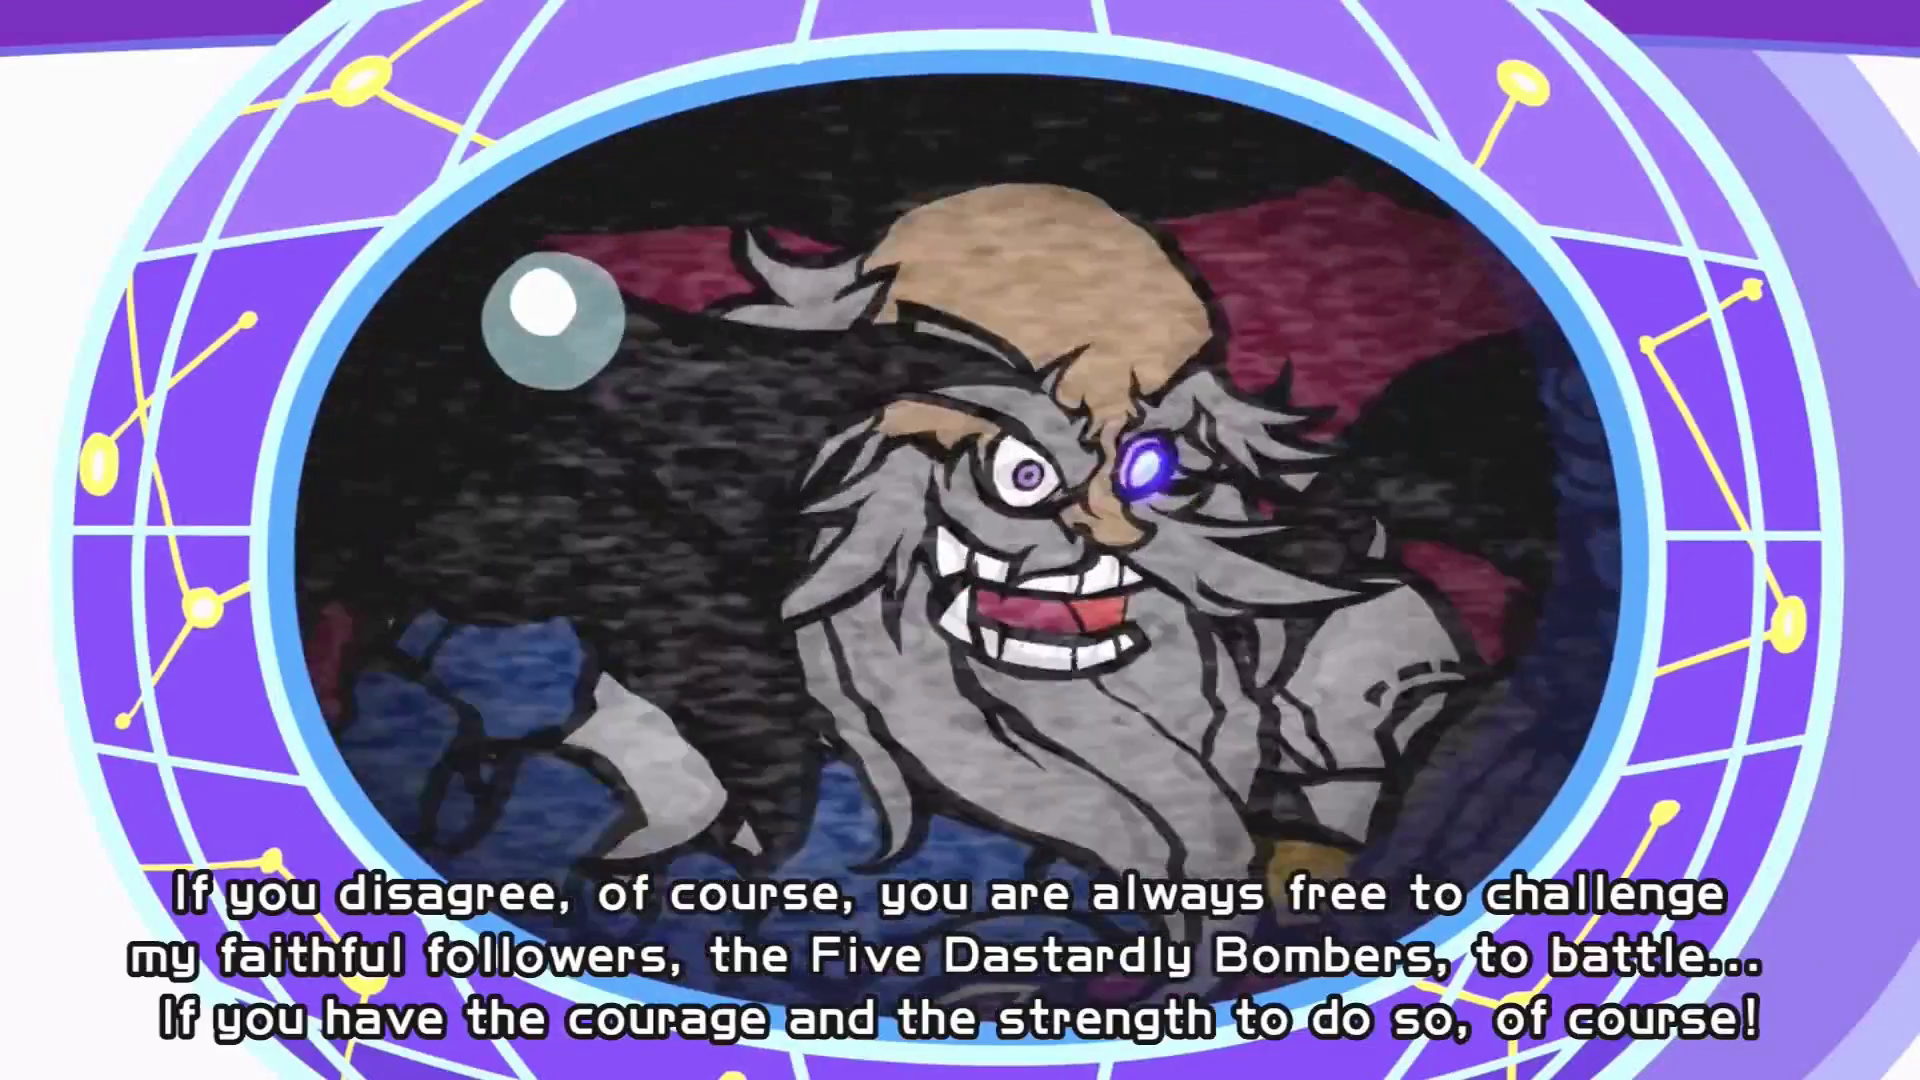 If you disagree, of course, you are always free to challenge
my faithful followers, the Five Dastardly Bombers, to battle...
If you have the courage and the strength to do so, of course!